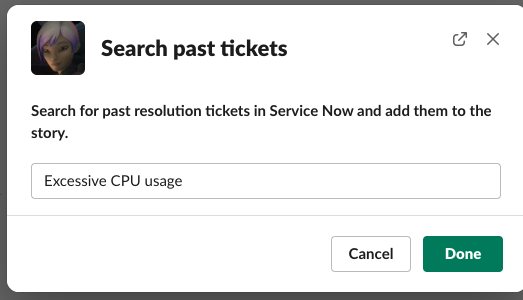 Search past tickets
Search for past resolution tickets in Service Now and add them to the
story.
Excessive CPU usage
Cancel
Done